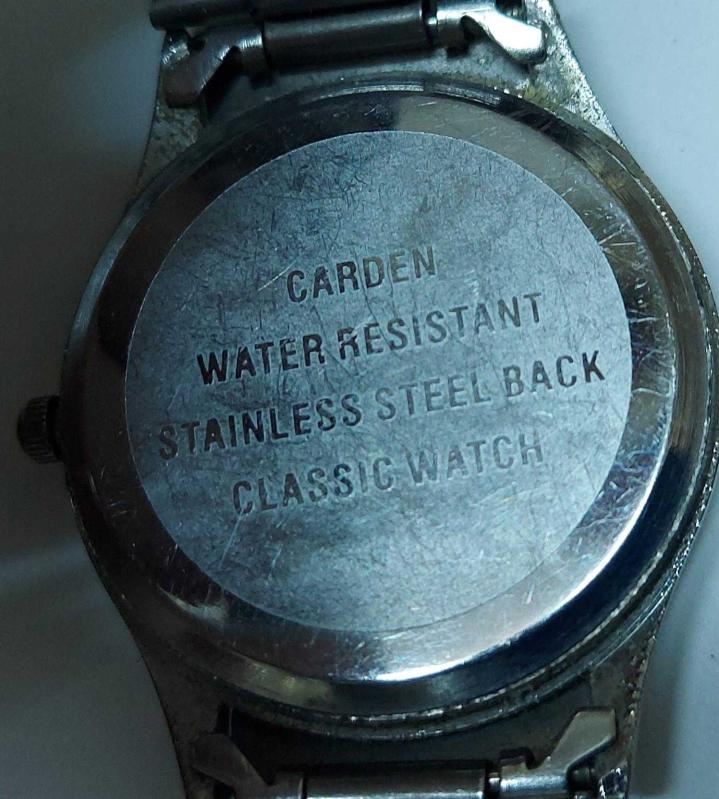 CARDEN
WATER RESISTANT
STAINLESS STEEL BACK
CLASSIC WATCH